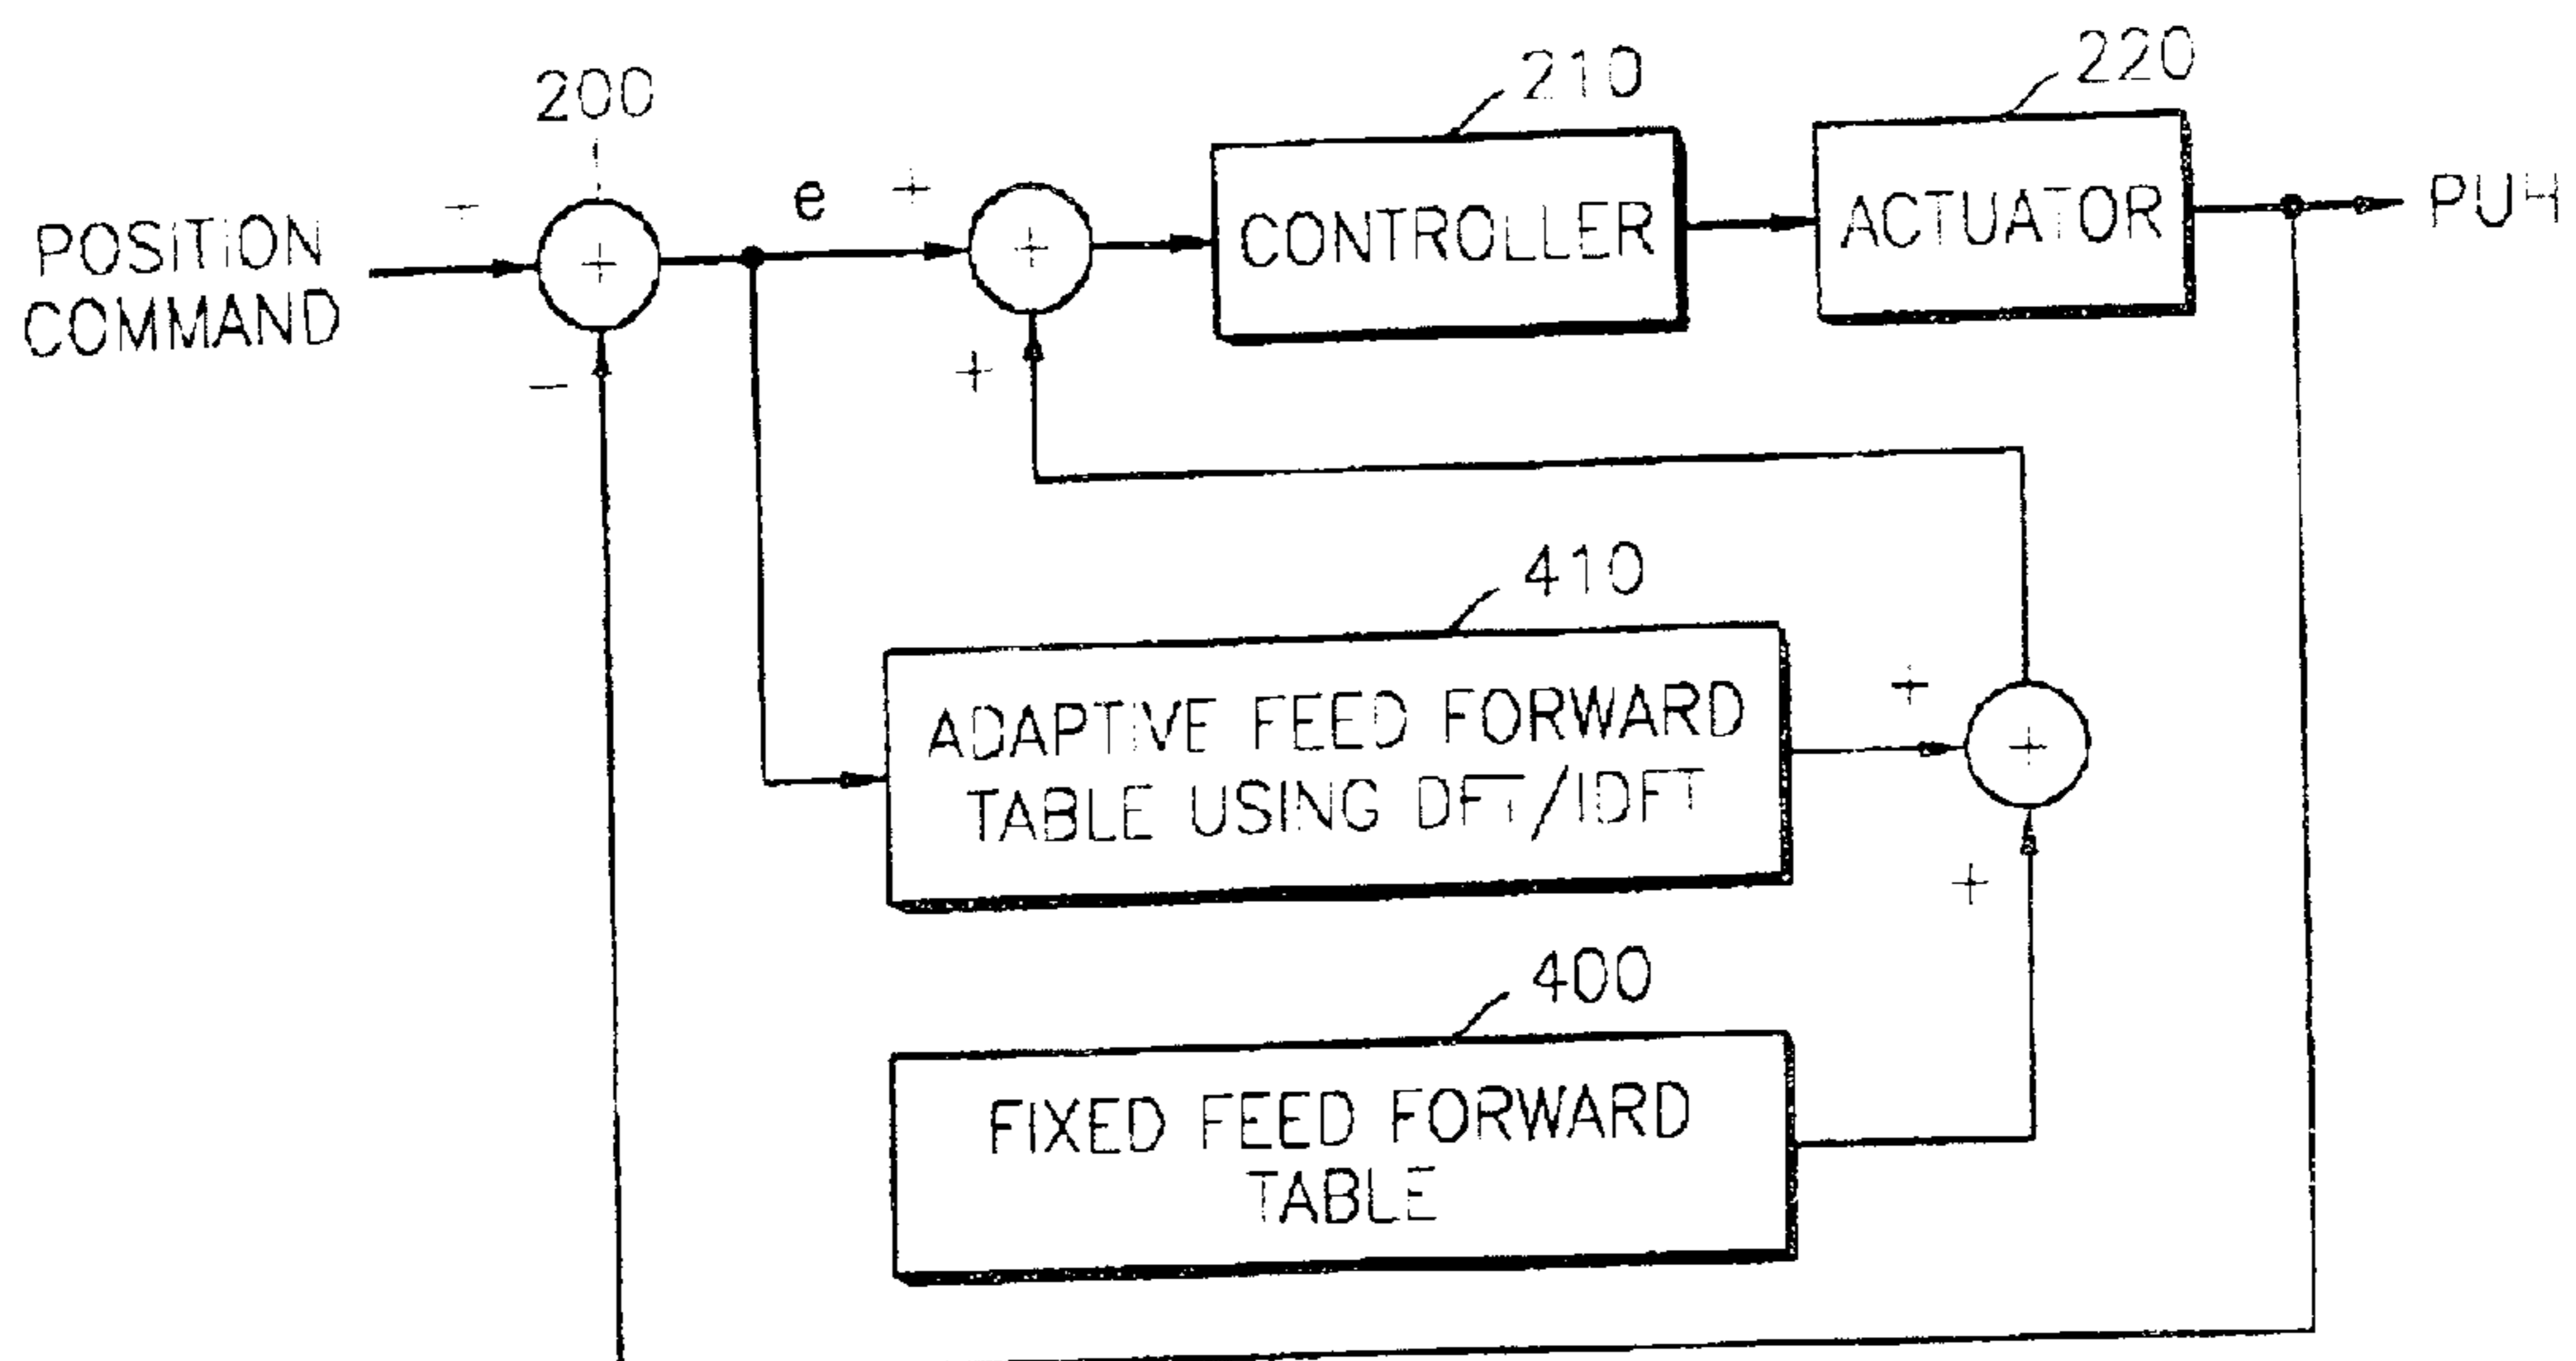 200
210
220
POSITION
COMMAND
+
−
+
e
+
+
+
CONTROLLER
ACTUATOR
PUH
410
ADAPTIVE FEED FORWARD
TABLE USING DFT/IDFT
+
+
+
400
FIXED FEED FORWARD
TABLE